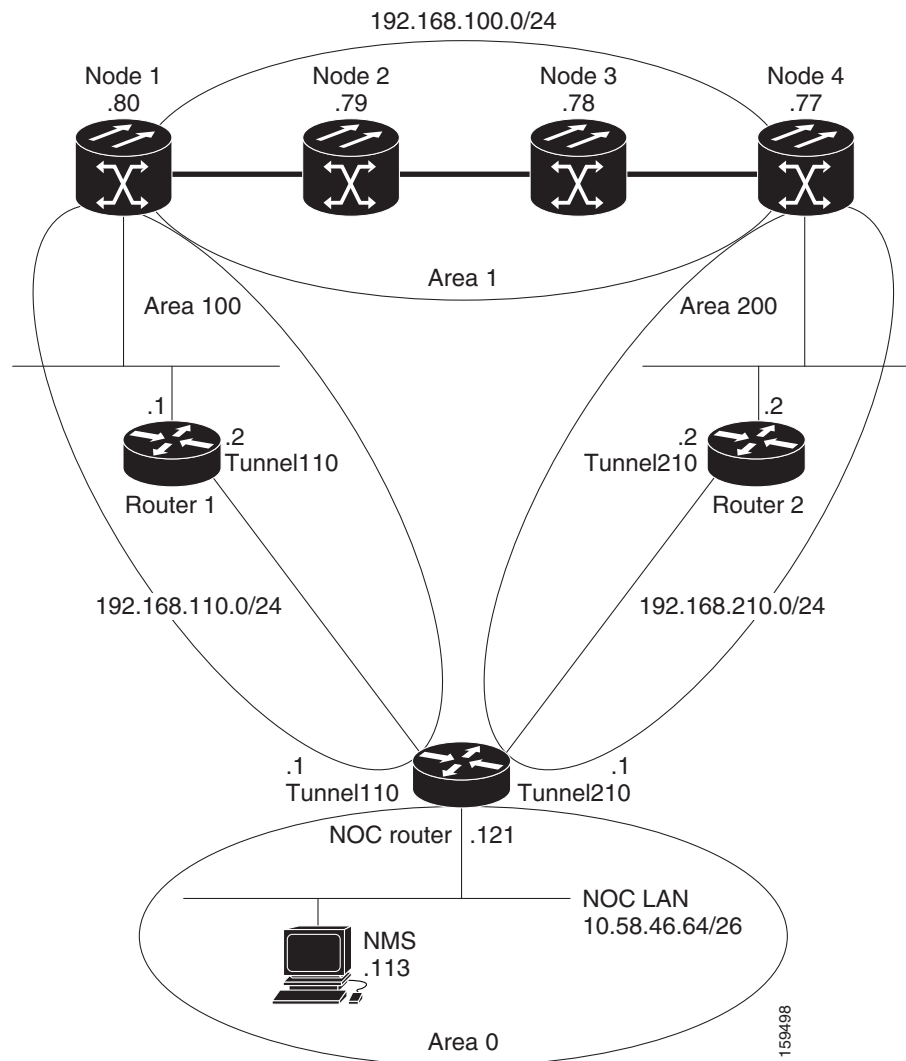 192.168.100.0/24
Node 1
.80
Node 2
.79
Node 3
.78
Node 4
.77
Area 1
Area 100
Area 200
.1
.2
Tunnel110
Router 1
.2
.2
Tunnel210
Router 2
192.168.110.0/24
192.168.210.0/24
.1
Tunnel110
.1
Tunnel210
NOC router
.121
NOC LAN
10.58.46.64/26
NMS
.113
Area 0
159498